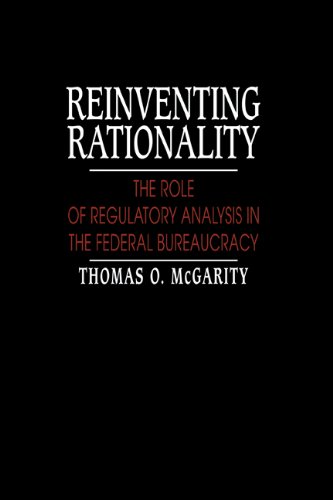 REINVENTING
RATIONALITY
THE ROLE
OF REGULATORY ANALYSIS IN
THE FEDERAL BUREAUCRACY
THOMAS O. McGARITY